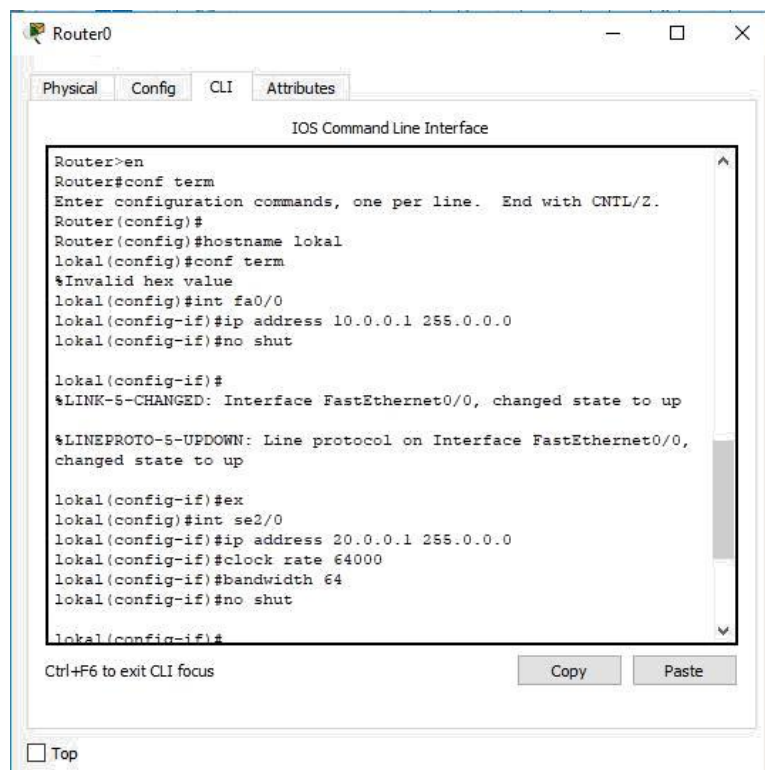 Router0
Physical Config CLI Attributes
IOS Command Line Interface
Router>en
Router#conf term
Enter configuration commands, one per line.  End with CNTL/Z.
Router(config)#
Router(config)#hostname lokal
lokal(config)#conf term
%Invalid hex value
lokal(config)#int fa0/0
lokal(config-if)#ip address 10.0.0.1 255.0.0.0
lokal(config-if)#no shut
lokal(config-if)#
%LINK-5-CHANGED: Interface FastEthernet0/0, changed state to up
%LINEPROTO-5-UPDOWN: Line protocol on Interface FastEthernet0/0,
changed state to up
lokal(config-if)#ex
lokal(config)#int se2/0
lokal(config-if)#ip address 20.0.0.1 255.0.0.0
lokal(config-if)#clock rate 64000
lokal(config-if)#bandwidth 64
lokal(config-if)#no shut
lokal(config-if)#
Ctrl+F6 to exit CLI focus
Copy Paste
Top